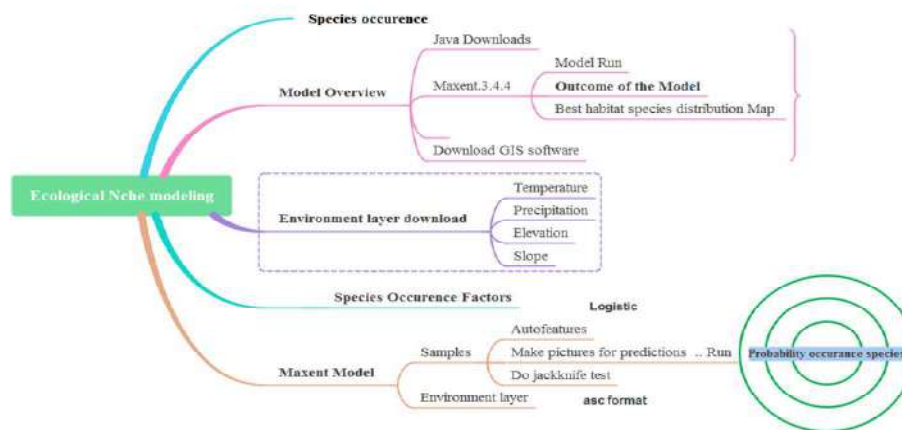 Species occurence
Java Downloads
Model Run
Model Overview
Maxent.3.4.4
Outcome of the Model
Best habitat species distribution Map
Download GIS software
Ecological Nche modeling
Environment layer download
Temperature
Precipitation
Elevation
Slope
Species Occurence Factors
Logistic
Autofeatures
Samples
Make pictures for predictions .. Run
Probability occurance species
Do jackknife test
Maxent Model
Environment layer
asc format